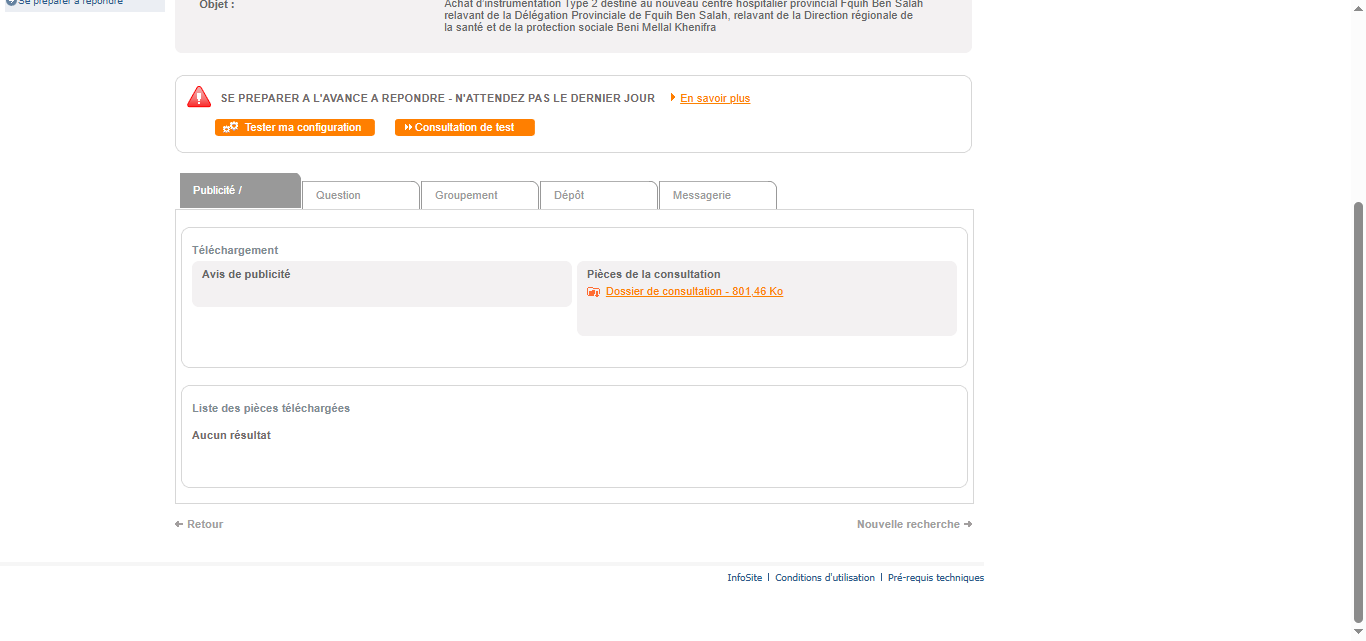 Se préparer à répondre
Objet :
Achat d'instrumentation Type 2 destiné au nouveau centre hospitalier provincial Fquih Ben Salah
relavant de la Délégation Provinciale de Fquih Ben Salah, relavant de la Direction régionale de
la santé et de la protection sociale Beni Mellal Khenifra
SE PREPARER A L'AVANCE A REPONDRE - N'ATTENDEZ PAS LE DERNIER JOUR
En savoir plus
Tester ma configuration
Consultation de test
Publicité /
Question
Groupement
Dépôt
Messagerie
Téléchargement
Avis de publicité
Pièces de la consultation
Dossier de consultation - 801,46 Ko
Liste des pièces téléchargées
Aucun résultat
Retour
Nouvelle recherche
InfoSite | Conditions d'utilisation | Pré-requis techniques